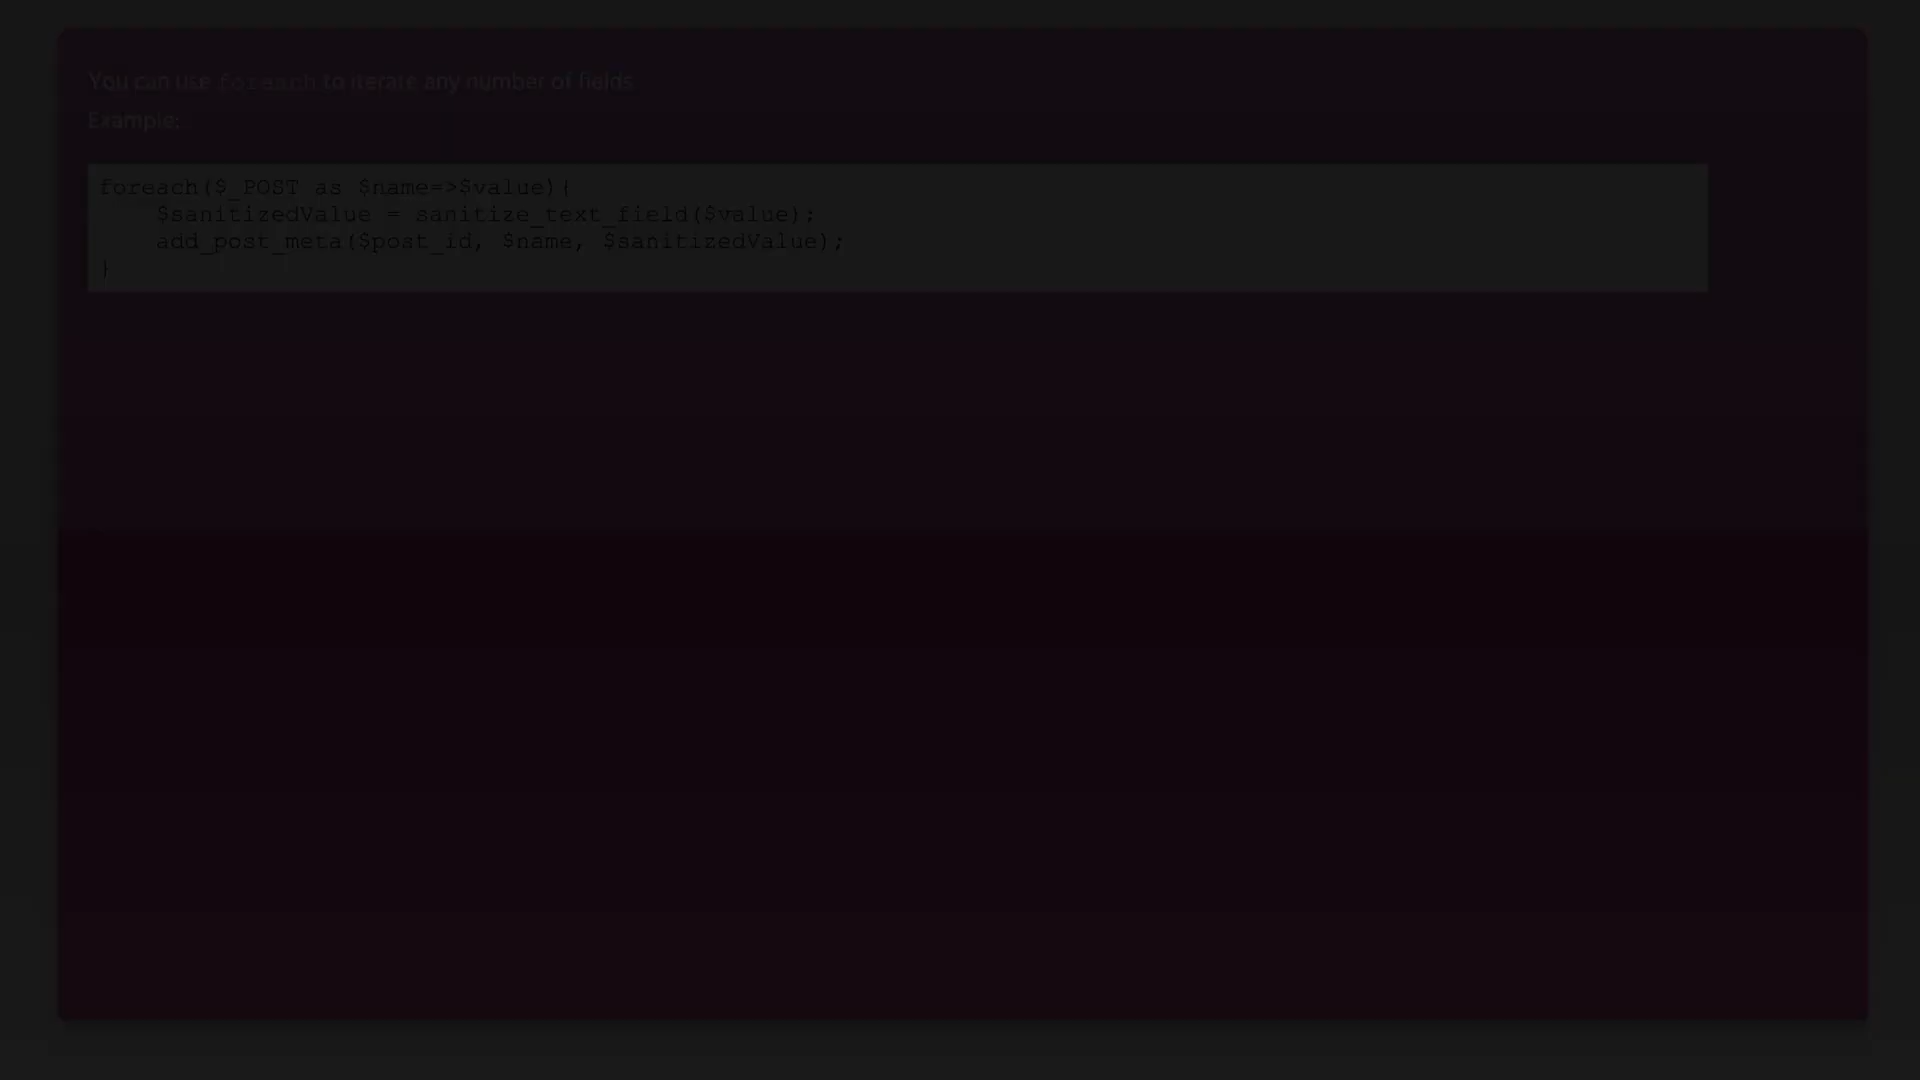 You can use foreach to iterate any number of fields
Example:
foreach($_POST as $name=>$value){
    $sanitizedValue = sanitize_text_field($value);
    add_post_meta($post_id, $name, $sanitizedValue);
}